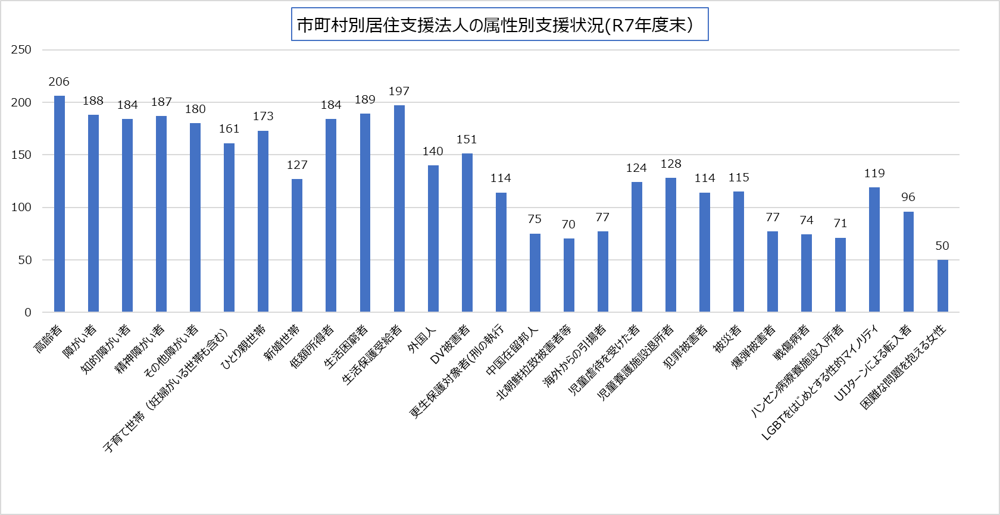 市町村別居住支援法人の属性別支援状況(R7年度末）
250
200
150
100
50
0
206
188
184
187
180
161
173
127
184
189
197
140
151
114
75
70
77
124
128
114
115
77
74
71
119
96
50
高齢者
障がい者
知的障がい者
精神障がい者
その他障がい者
子育て世帯（妊婦がいる世帯も含む）
ひとり親世帯
新婚世帯
低額所得者
生活困窮者
生活保護受給者
外国人
DV被害者
更生保護対象者(刑の執行
中国在留邦人
北朝鮮拉致被害者等
海外からの引揚者
児童虐待を受けた者
児童養護施設退所者
犯罪被害者
被災者
爆弾被害者
戦傷病者
ハンセン病療養施設入所者
LGBTをはじめとする性的マイノリティ
UIJターンによる転入者
困難な問題を抱える女性